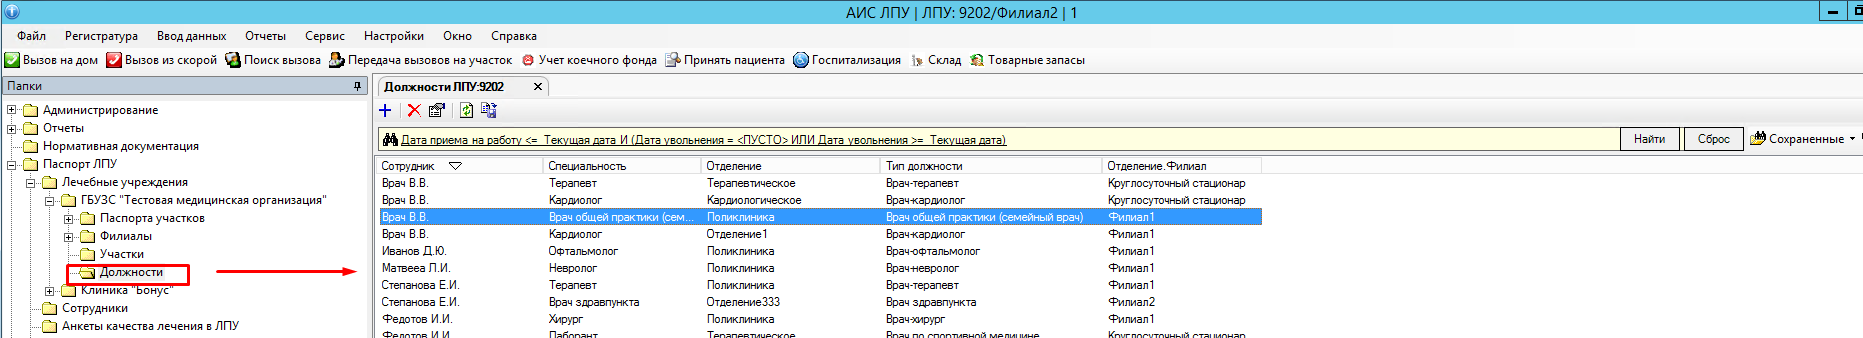 АИС ЛПУ | ЛПУ: 9202/Филиал2 | 1
Файл Регистратура Ввод данных Отчеты Сервис Настройки Окно Справка
Вызов на дом Вызов из скорой Поиск вызова Передача вызовов на участок Учет коечного фонда Принять пациента Госпитализация Склад Товарные запасы
Папки
Администрирование
Отчеты
Нормативная документация
Паспорт ЛПУ
Лечебные учреждения
ГБУЗС "Тестовая медицинская организация"
Паспорта участков
Филиалы
Участки
Должности
Клиника "Бонус"
Сотрудники
Анкеты качества лечения в ЛПУ
Должности ЛПУ:9202
Дата приема на работу <= Текущая дата И (Дата увольнения = <ПУСТО> ИЛИ Дата увольнения >= Текущая дата)
Найти Сброс Сохраненные
Сотрудник Специальность Отделение Тип должности Отделение.Филиал
Врач В.В. Терапевт Терапевтическое Врач-терапевт Круглосуточный стационар
Врач В.В. Кардиолог Кардиологическое Врач-кардиолог Круглосуточный стационар
Врач В.В. Врач общей практики (сем... Поликлиника Врач общей практики (семейный врач) Филиал1
Врач В.В. Кардиолог Отделение1 Врач-кардиолог Филиал1
Иванов Д.Ю. Офтальмолог Поликлиника Врач-офтальмолог Филиал1
Матвеева Л.И. Невролог Поликлиника Врач-невролог Филиал1
Степанова Е.И. Терапевт Поликлиника Врач-терапевт Филиал1
Степанова Е.И. Врач здравпункта Отделение333 Врач здравпункта Филиал2
Федотов И.И. Хирург Поликлиника Врач-хирург Филиал1
Федотов И.И. Лаборант Терапевтическое Врач по спортивной медицине Круглосуточный стационар